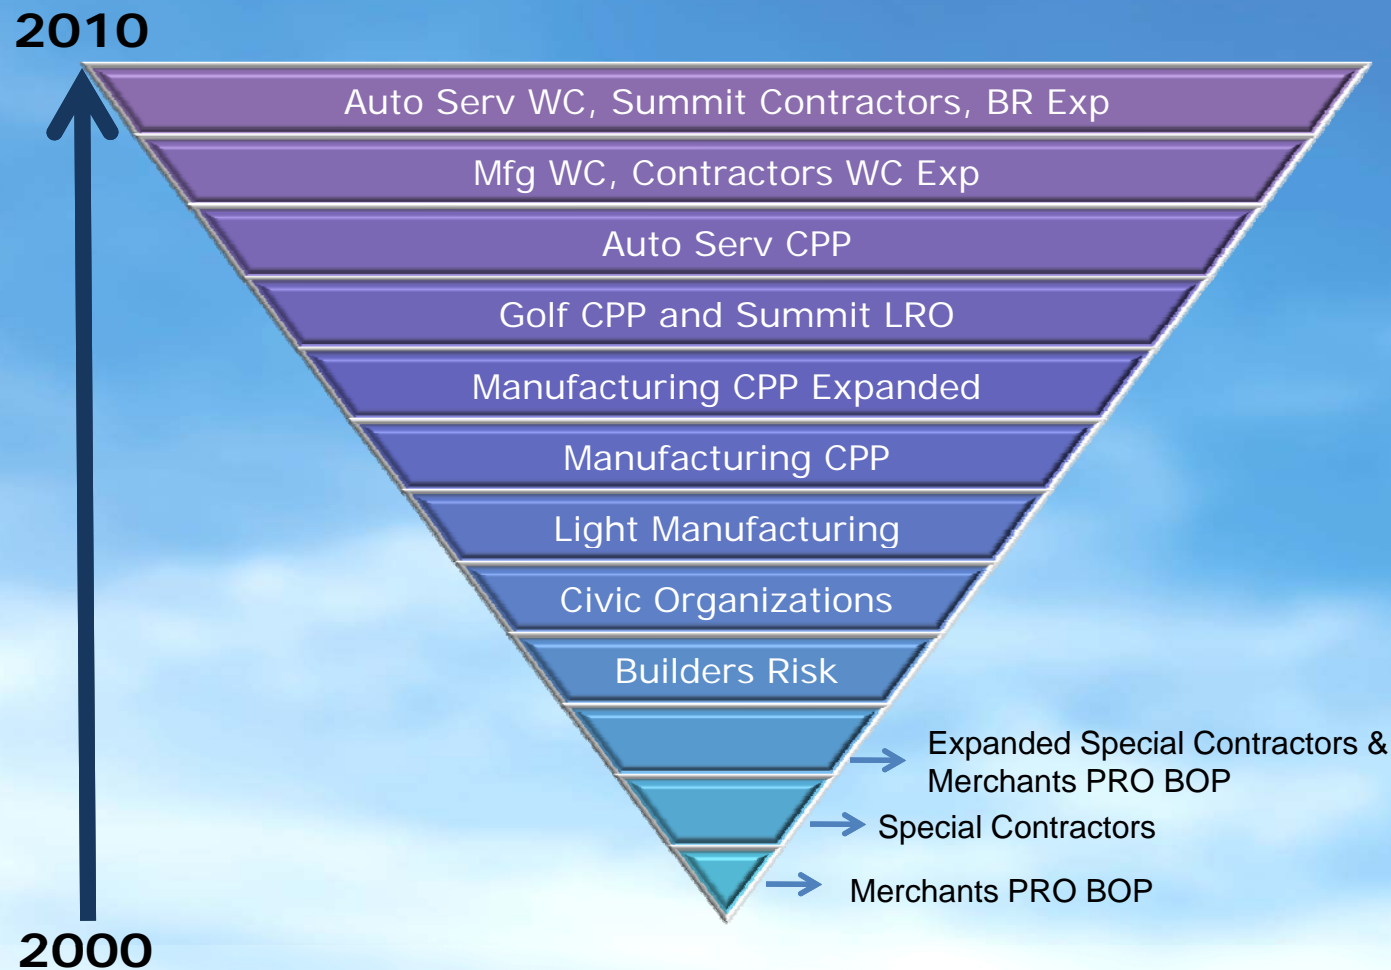 2010
Auto Serv WC, Summit Contractors, BR Exp
Mfg WC, Contractors WC Exp
Auto Serv CPP
Golf CPP and Summit LRO
Manufacturing CPP Expanded
Manufacturing CPP
Light Manufacturing
Civic Organizations
Builders Risk
Expanded Special Contractors &
Merchants PRO BOP
Special Contractors
Merchants PRO BOP
2000